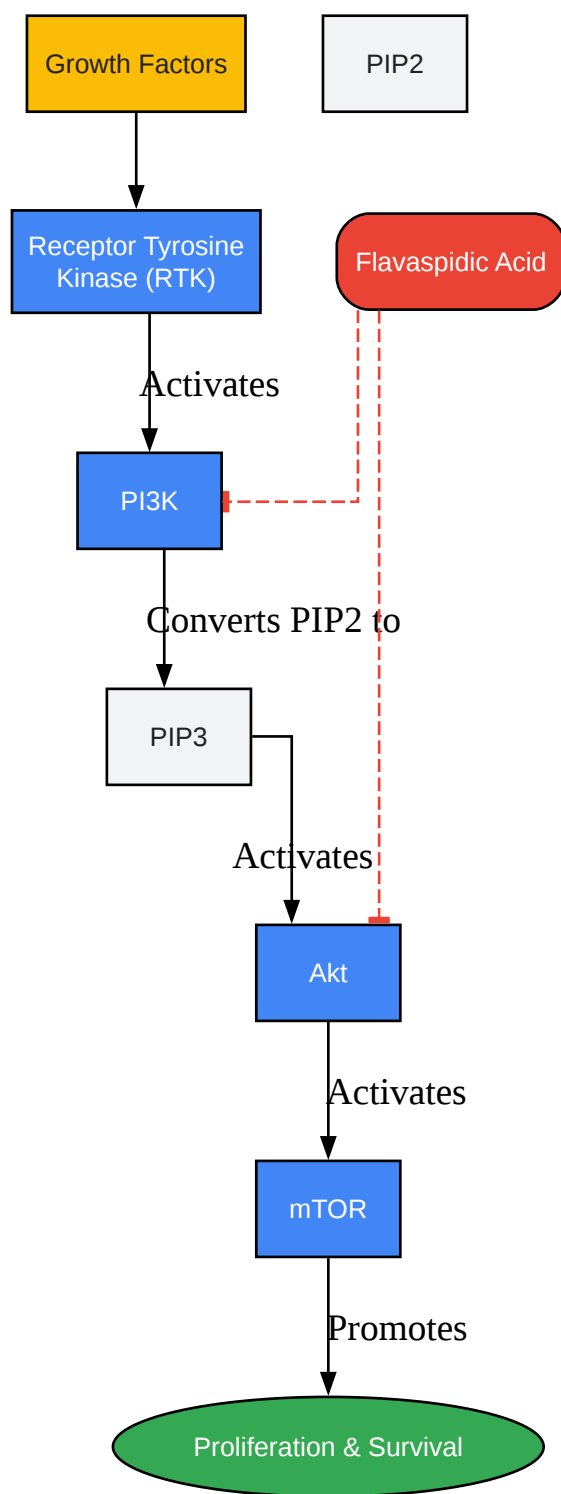 Growth Factors
PIP2
Receptor Tyrosine
Kinase (RTK)
Flavaspidic Acid
Activates
PI3K
Converts PIP2 to
PIP3
Activates
Akt
Activates
mTOR
Promotes
Proliferation & Survival